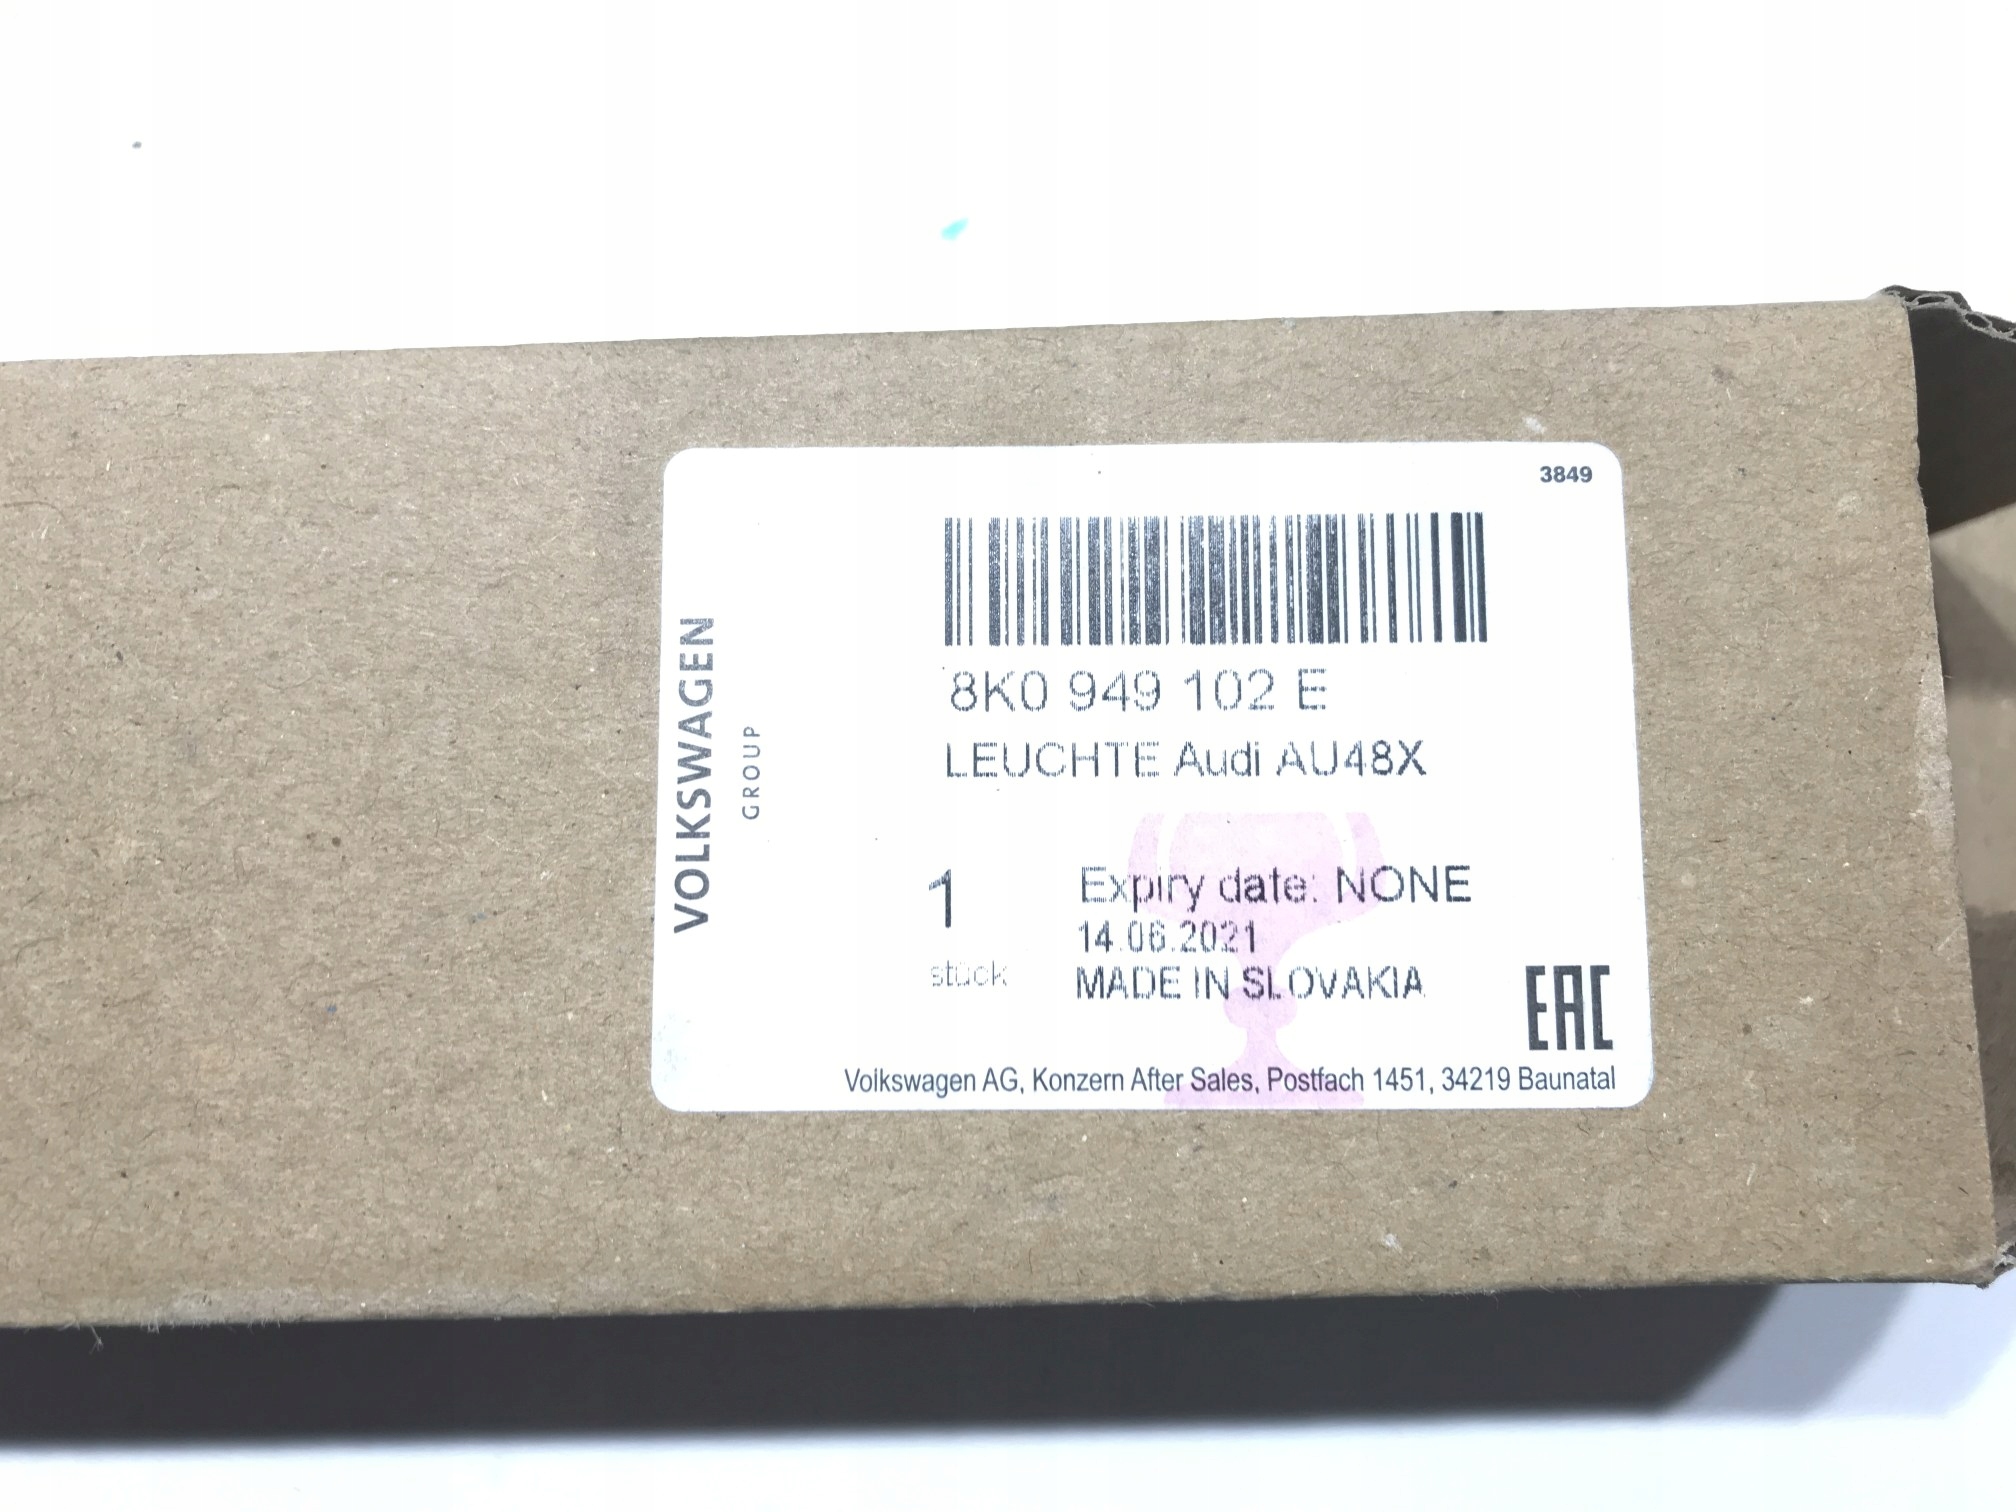 3849
VOLKSWAGEN
GROUP
8K0 949 102 E
LEUCHTE Audi AU48X
1
stück
Expiry date: NONE
14.06.2021
MADE IN SLOVAKIA
EAC
Volkswagen AG, Konzern After Sales, Postfach 1451, 34219 Baunatal